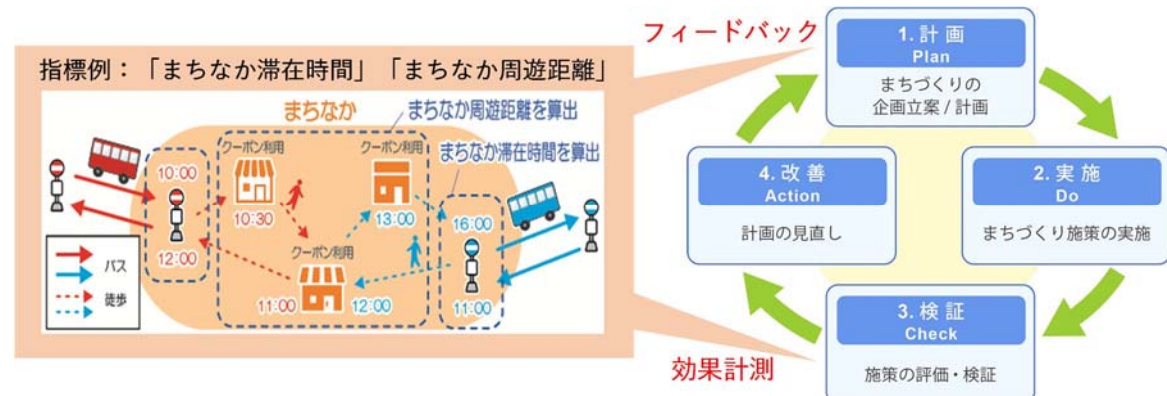 指標例：「まちなか滞在時間」「まちなか周遊距離」
まちなか
まちなか周遊距離を算出
まちなか滞在時間を算出
クーポン利用
クーポン利用
10:00
10:30
13:00
16:00
クーポン利用
12:00
11:00
12:00
11:00
バス
徒歩
フィードバック
効果計測
1. 計画
Plan
まちづくりの
企画立案 / 計画
2. 実施
Do
まちづくり施策の実施
3. 検証
Check
施策の評価・検証
4. 改善
Action
計画の見直し